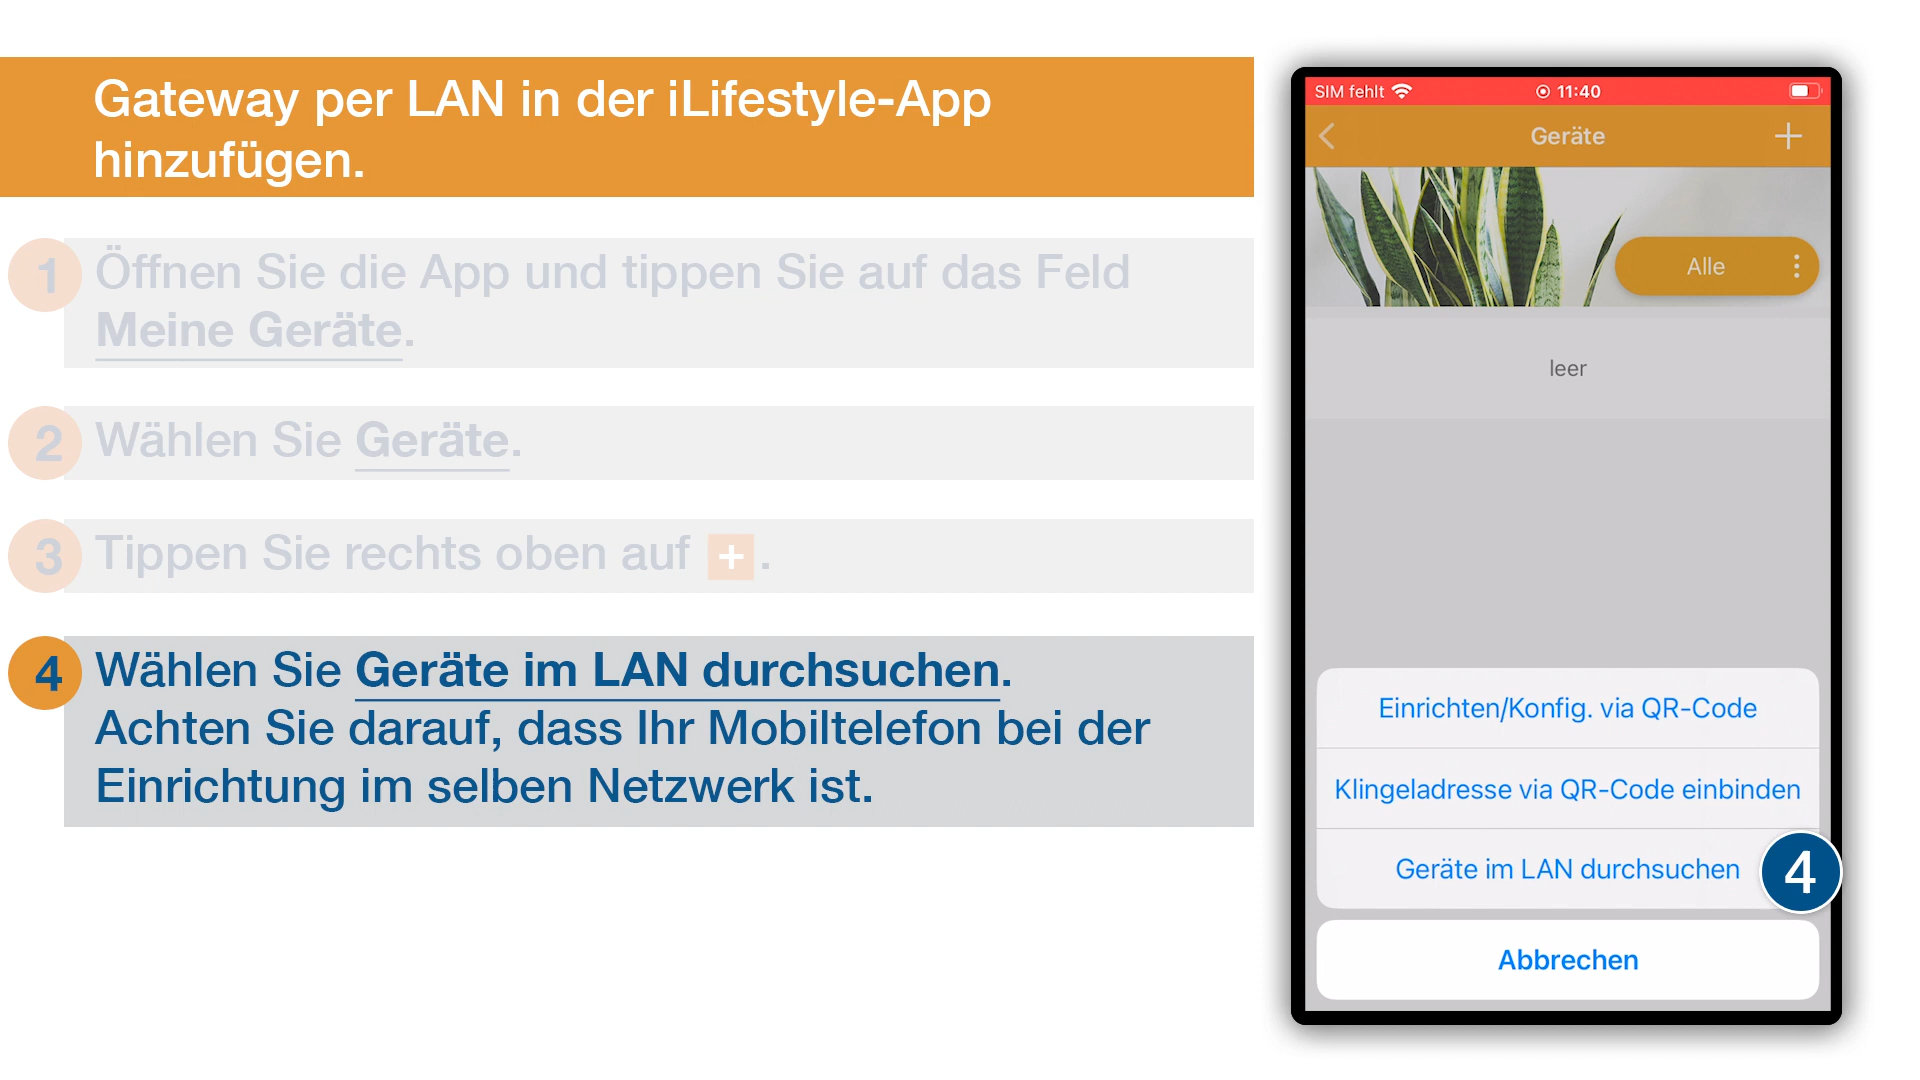 Gateway per LAN in der iLifestyle-App
hinzufügen.
1 Öffnen Sie die App und tippen Sie auf das Feld
Meine Geräte.
2 Wählen Sie Geräte.
3 Tippen Sie rechts oben auf + .
4 Wählen Sie Geräte im LAN durchsuchen.
Achten Sie darauf, dass Ihr Mobiltelefon bei der
Einrichtung im selben Netzwerk ist.
SIM fehlt 11:40
Geräte
Alle
leer
Einrichten/Konfig. via QR-Code
Klingeladresse via QR-Code einbinden
Geräte im LAN durchsuchen 4
Abbrechen